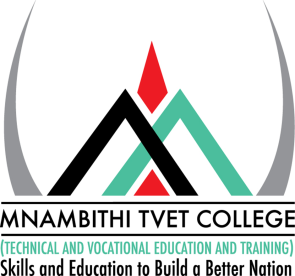 MNAMBITHI TVET COLLEGE
(TECHNICAL AND VOCATIONAL EDUCATION AND TRAINING)
Skills and Education to Build a Better Nation